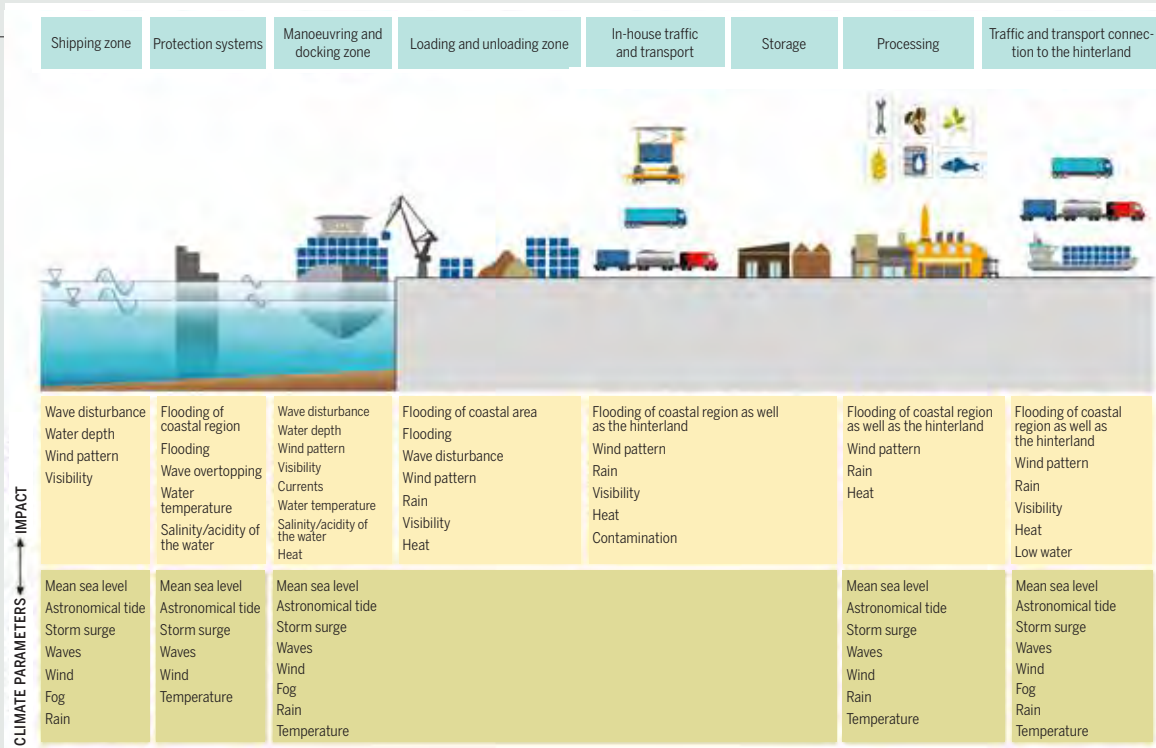 Shipping zone
Protection systems
Manoeuvring and
docking zone
Loading and unloading zone
In-house traffic
and transport
Storage
Processing
Traffic and transport connec-
tion to the hinterland
IMPACT
Wave disturbance
Water depth
Wind pattern
Visibility
Flooding of
coastal region
Flooding
Wave overtopping
Water
temperature
Salinity/acidity of
the water
Wave disturbance
Water depth
Wind pattern
Visibility
Currents
Water temperature
Salinity/acidity of
the water
Heat
Flooding of coastal area
Flooding
Wave disturbance
Wind pattern
Rain
Visibility
Heat
Flooding of coastal region as well
as the hinterland
Wind pattern
Rain
Visibility
Heat
Contamination
Flooding of coastal region
as well as the hinterland
Wind pattern
Rain
Heat
Flooding of coastal
region as well as
the hinterland
Wind pattern
Rain
Visibility
Heat
Low water
CLIMATE PARAMETERS
Mean sea level
Astronomical tide
Storm surge
Waves
Wind
Fog
Rain
Mean sea level
Astronomical tide
Storm surge
Waves
Wind
Temperature
Mean sea level
Astronomical tide
Storm surge
Waves
Wind
Fog
Rain
Temperature
Mean sea level
Astronomical tide
Storm surge
Waves
Wind
Rain
Temperature
Mean sea level
Astronomical tide
Storm surge
Waves
Wind
Fog
Rain
Temperature